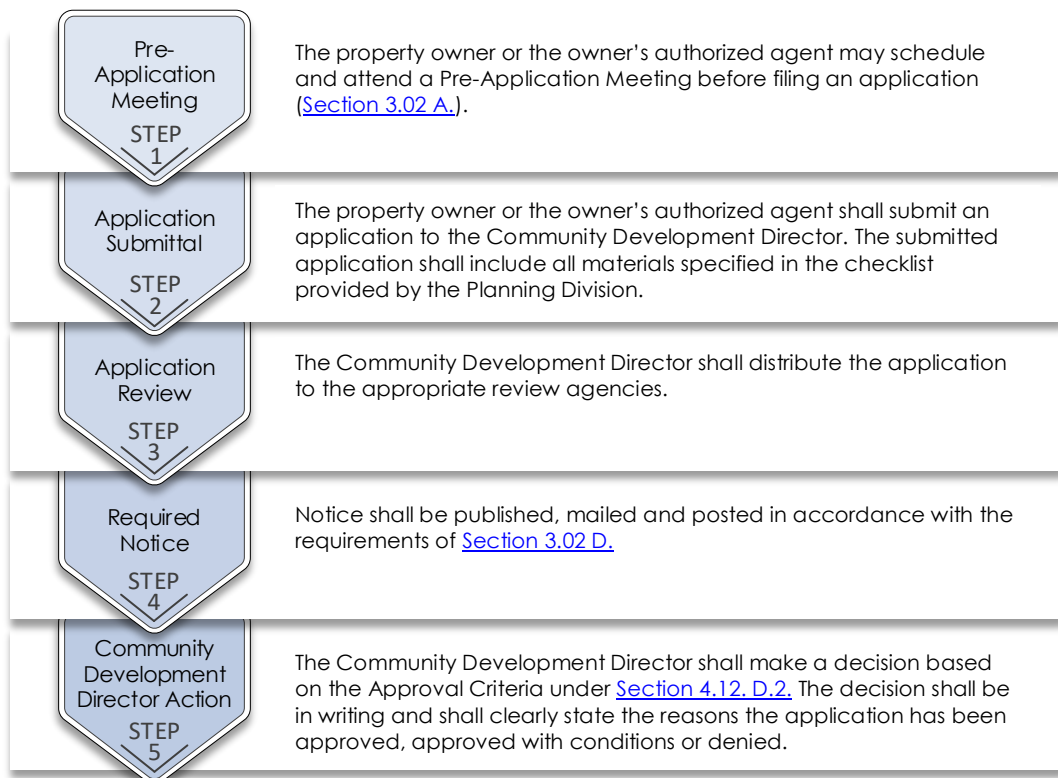 Pre-
Application
Meeting
STEP
1
The property owner or the owner’s authorized agent may schedule
and attend a Pre-Application Meeting before filing an application
(Section 3.02 A.).
Application
Submittal
STEP
2
The property owner or the owner’s authorized agent shall submit an
application to the Community Development Director. The submitted
application shall include all materials specified in the checklist
provided by the Planning Division.
Application
Review
STEP
3
The Community Development Director shall distribute the application
to the appropriate review agencies.
Required
Notice
STEP
4
Notice shall be published, mailed and posted in accordance with the
requirements of Section 3.02 D.
Community
Development
Director Action
STEP
5
The Community Development Director shall make a decision based
on the Approval Criteria under Section 4.12. D.2. The decision shall be
in writing and shall clearly state the reasons the application has been
approved, approved with conditions or denied.